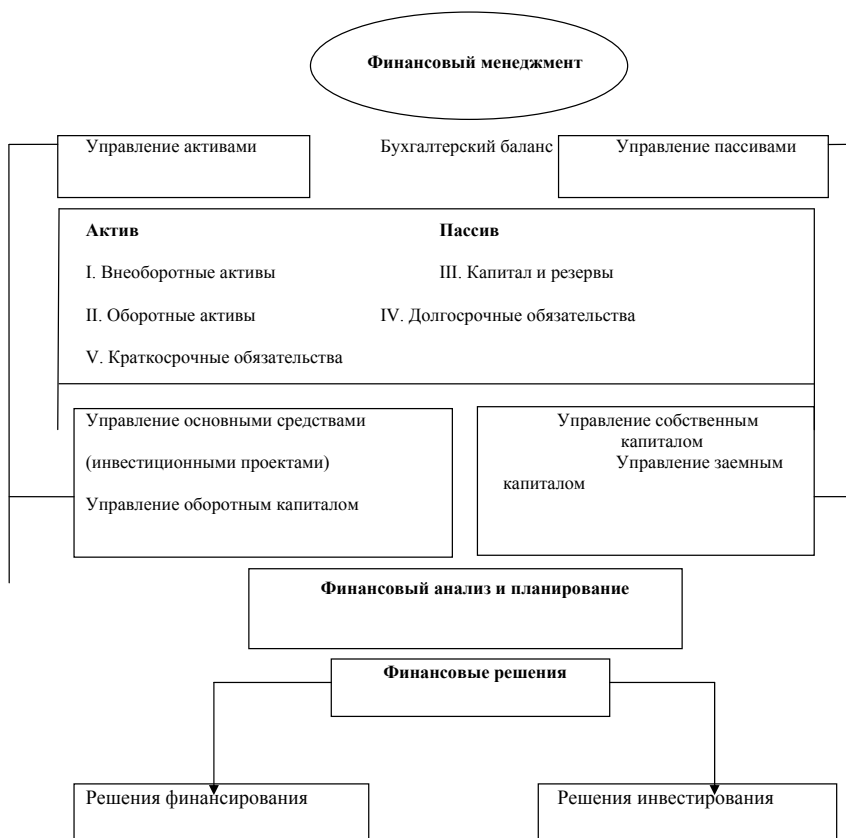 Финансовый менеджмент
Управление активами
Бухгалтерский баланс
Управление пассивами
Актив
Пассив
I. Внеоборотные активы
III. Капитал и резервы
II. Оборотные активы
IV. Долгосрочные обязательства
V. Краткосрочные обязательства
Управление основными средствами
(инвестиционными проектами)
Управление оборотным капиталом
Управление собственным
капиталом
Управление заемным
капиталом
Финансовый анализ и планирование
Финансовые решения
Решения финансирования
Решения инвестирования